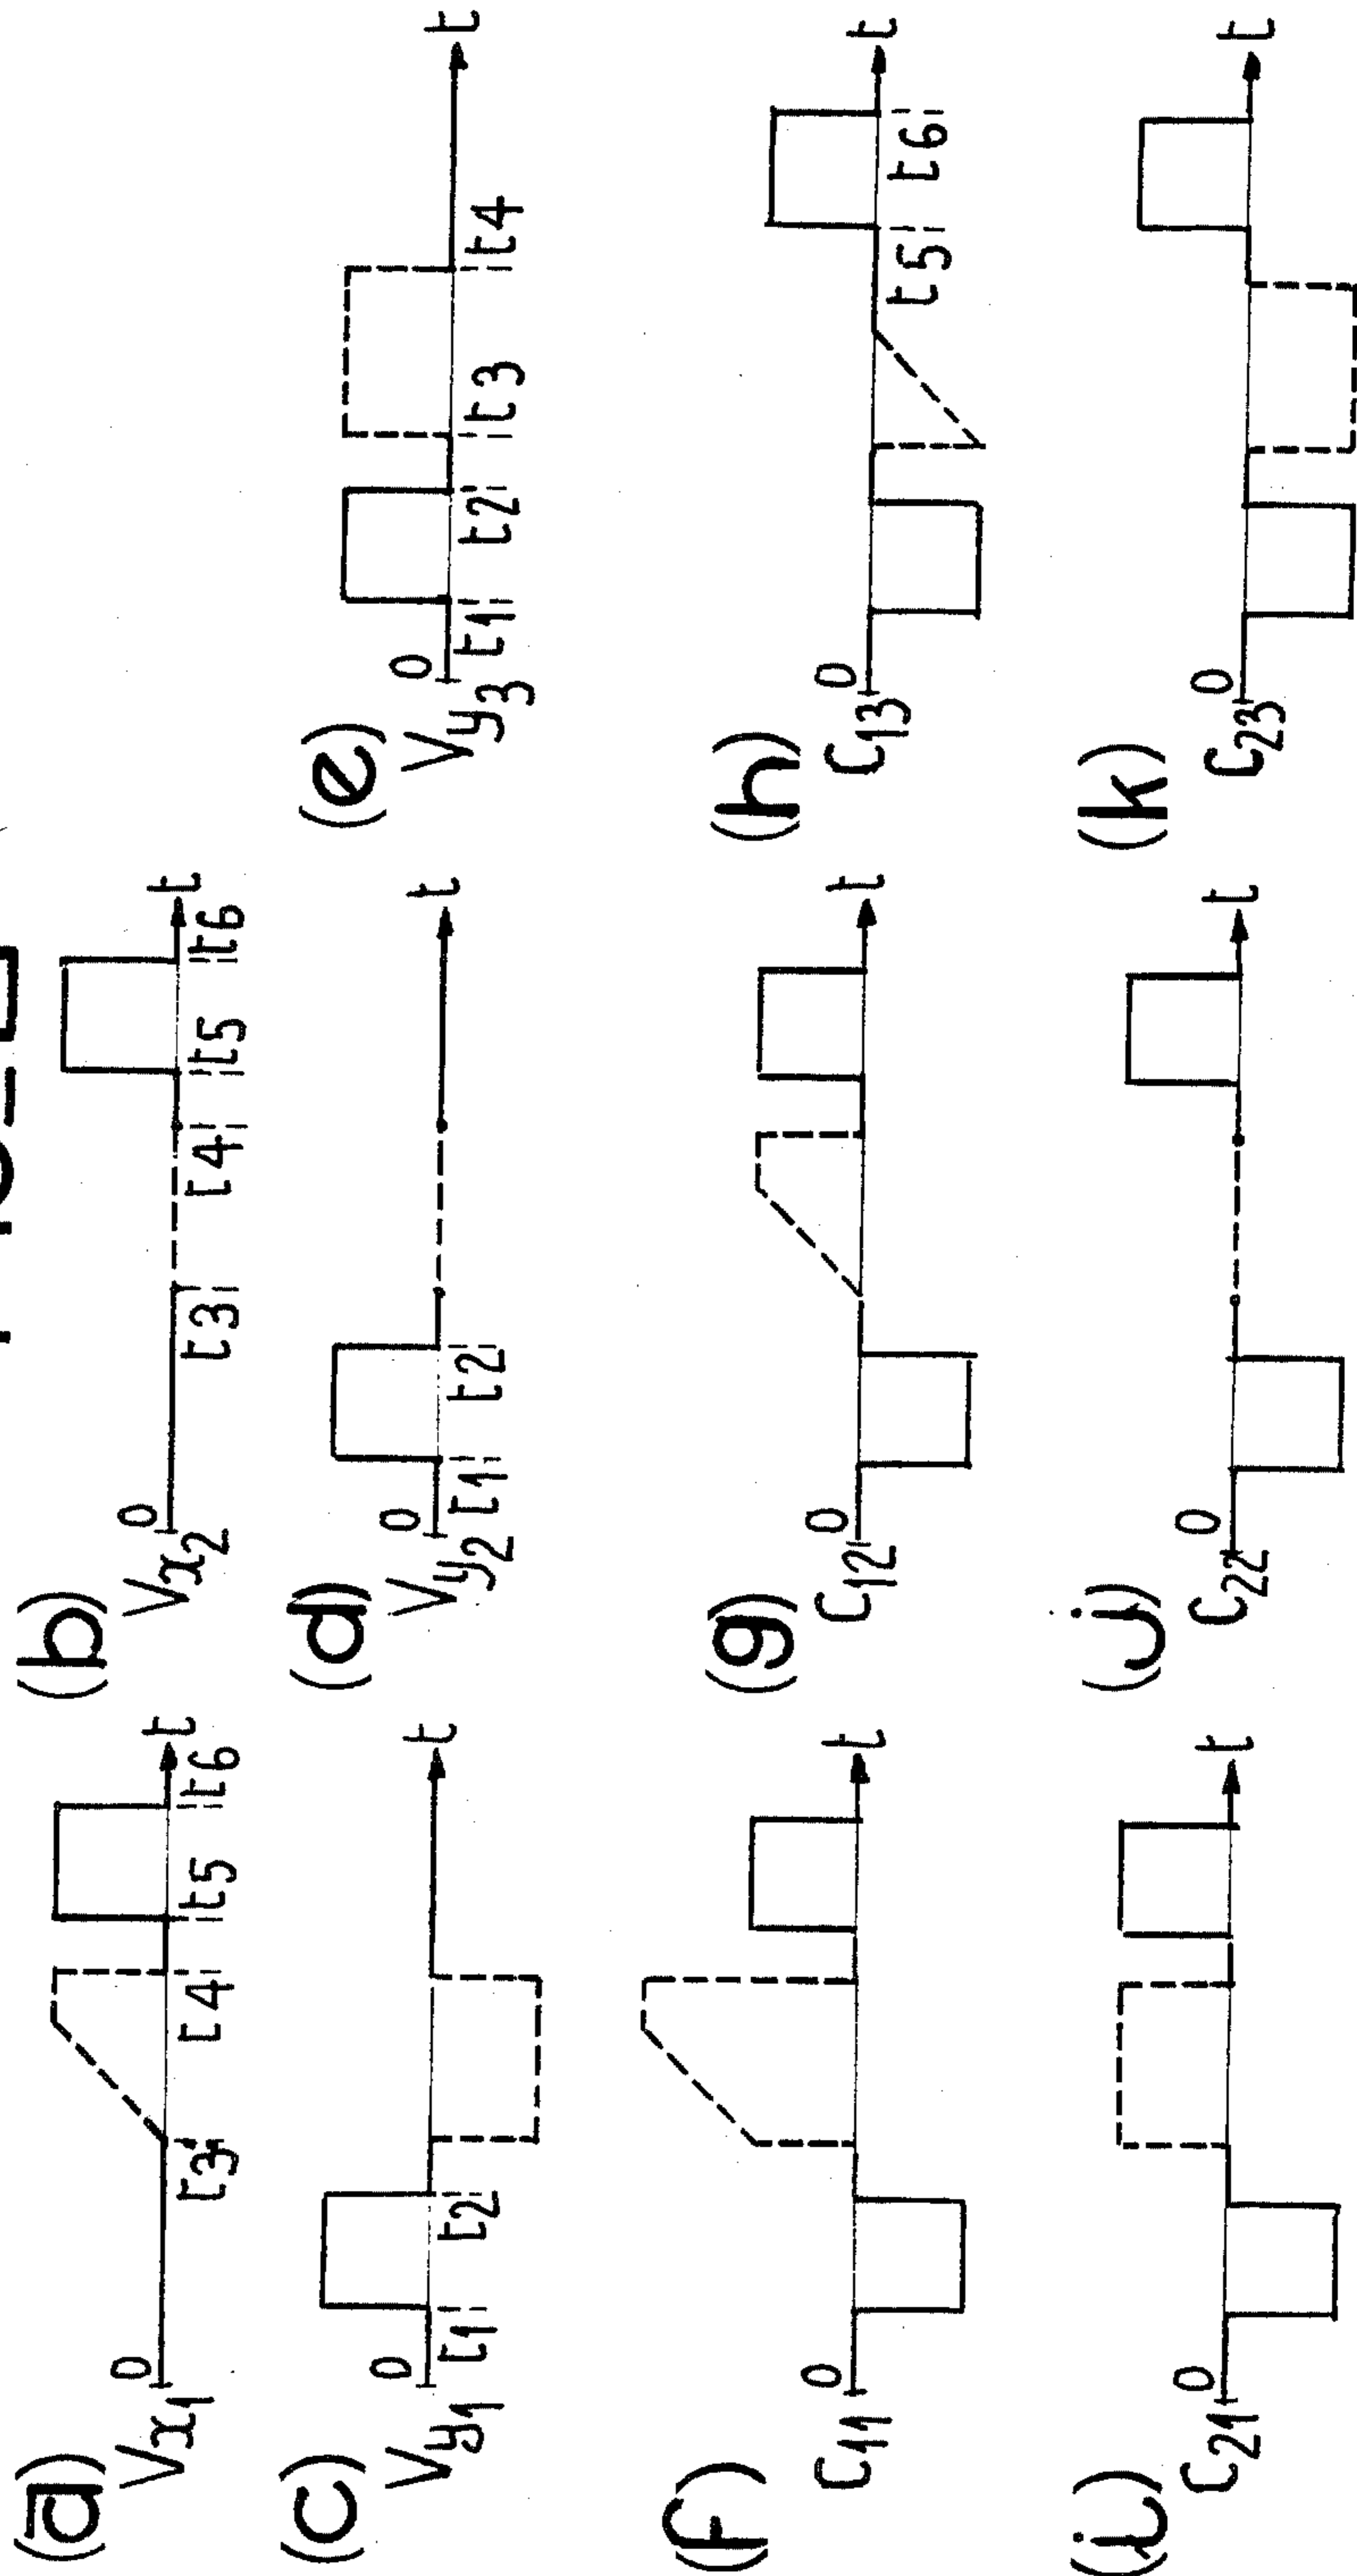 (a)
Vx1
0
t3
t4
t5
t6
t
(b)
Vx2
0
t3
t4
t5
t6
t
(c)
Vy1
0
t1
t2
t
(d)
Vy2
0
t1
t2
t
(e)
Vy3
0
t1
t2
t3
t4
t
(f)
C11
0
t
(g)
C12
0
t
(h)
C13
0
t5
t6
t
(i)
C21
0
t
(j)
C22
0
t
(k)
C23
0
t